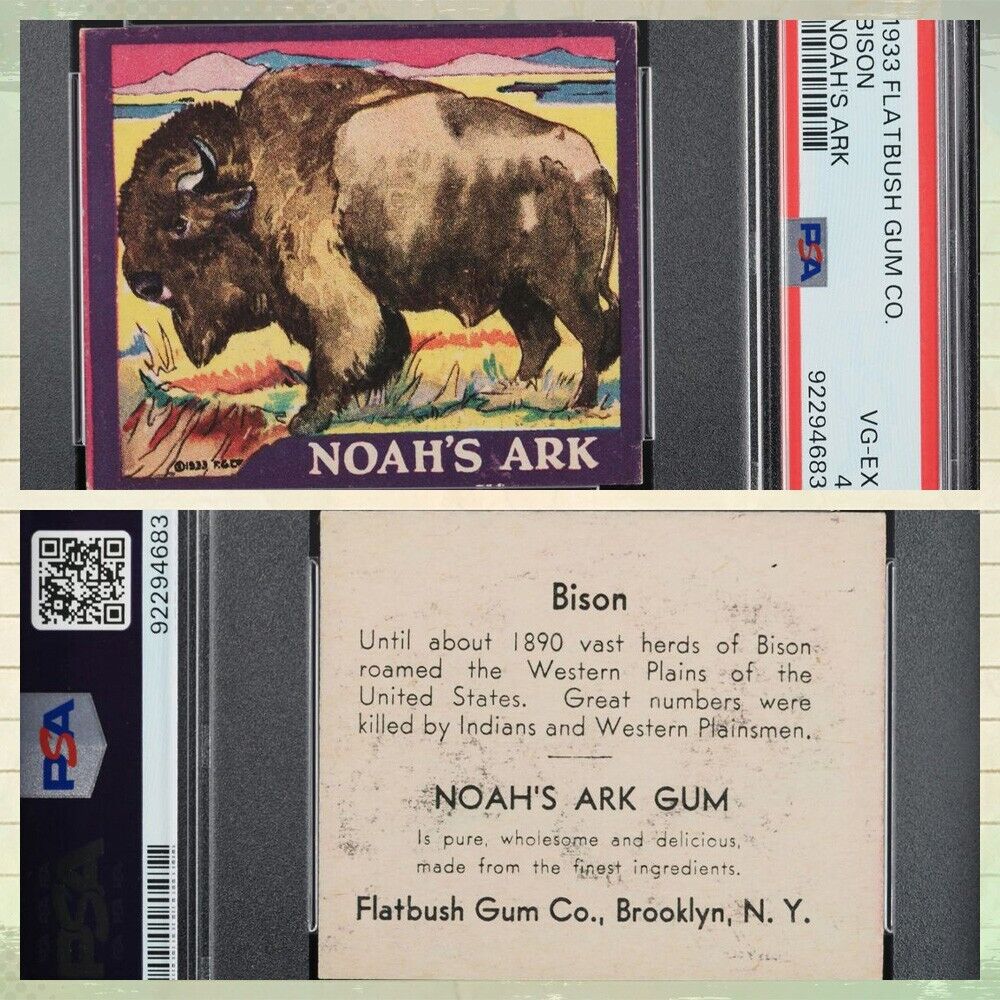 NOAH'S ARK
©1933 F.G.Co
1933 FLATBUSH GUM CO.
BISON
NOAH'S ARK
VG-EX
4
92294683
PSA
92294683
PSA
PSA
Bison
Until about 1890 vast herds of Bison
roamed the Western Plains of the
United States. Great numbers were
killed by Indians and Western Plainsmen.
NOAH'S ARK GUM
Is pure, wholesome and delicious,
made from the finest ingredients.
Flatbush Gum Co., Brooklyn, N. Y.